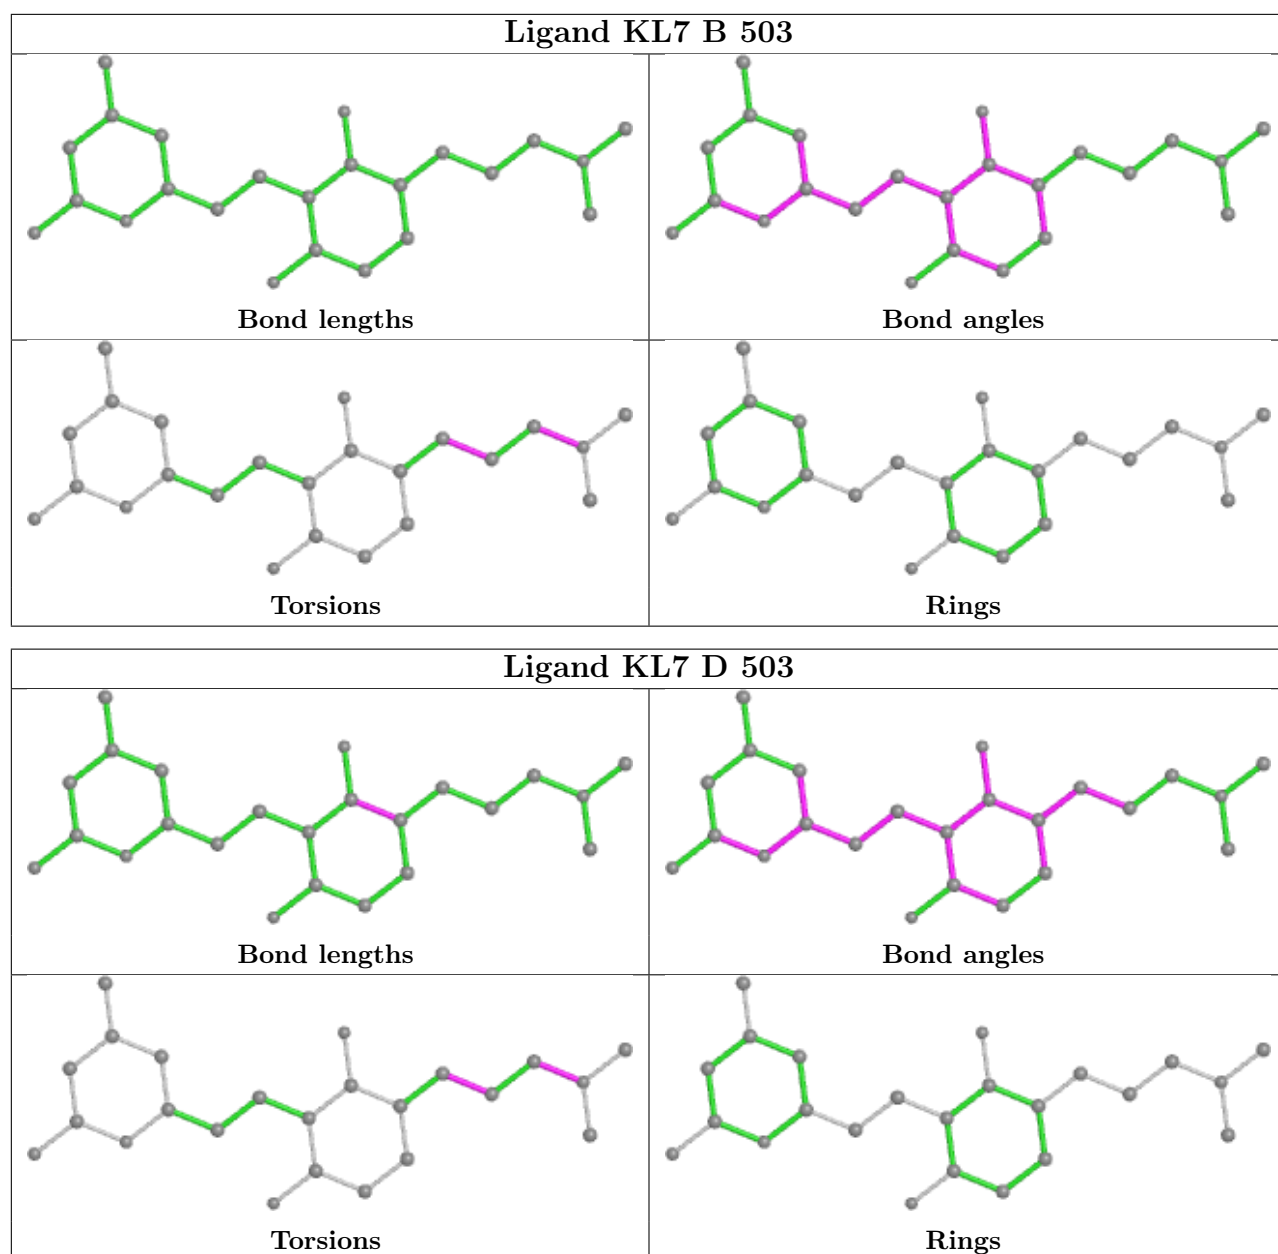 Ligand KL7 B 503
Bond lengths
Bond angles
Torsions
Rings
Ligand KL7 D 503
Bond lengths
Bond angles
Torsions
Rings